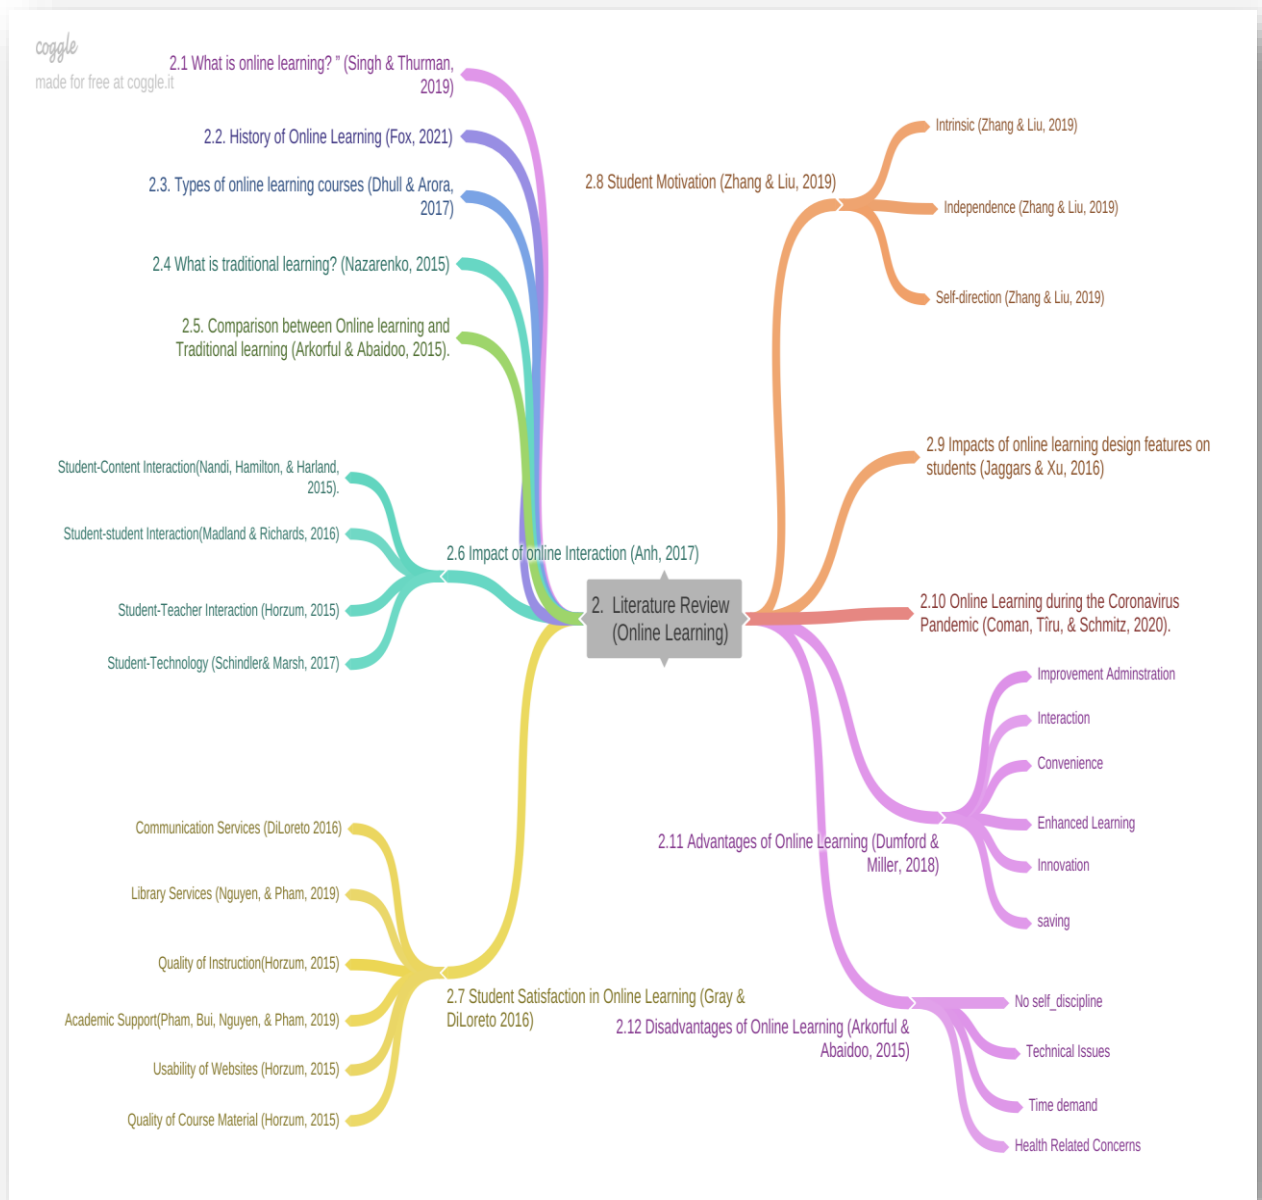 coggle
made for free at coggle.it
2.1 What is online learning? ” (Singh & Thurman,
2019)
2.2. History of Online Learning (Fox, 2021)
2.3. Types of online learning courses (Dhull & Arora,
2017)
2.4 What is traditional learning? (Nazarenko, 2015)
2.5. Comparison between Online learning and
Traditional learning (Arkorful & Abaidoo, 2015).
2.6 Impact of online Interaction (Anh, 2017)
Student-Content Interaction(Nandi, Hamilton, & Harland,
2015).
Student-student Interaction(Madland & Richards, 2016)
Student-Teacher Interaction (Horzum, 2015)
Student-Technology (Schindler& Marsh, 2017)
2. Literature Review
(Online Learning)
2.7 Student Satisfaction in Online Learning (Gray &
DiLoreto 2016)
Communication Services (DiLoreto 2016)
Library Services (Nguyen, & Pham, 2019)
Quality of Instruction(Horzum, 2015)
Academic Support(Pham, Bui, Nguyen, & Pham, 2019)
Usability of Websites (Horzum, 2015)
Quality of Course Material (Horzum, 2015)
2.8 Student Motivation (Zhang & Liu, 2019)
Intrinsic (Zhang & Liu, 2019)
Independence (Zhang & Liu, 2019)
Self-direction (Zhang & Liu, 2019)
2.9 Impacts of online learning design features on
students (Jaggars & Xu, 2016)
2.10 Online Learning during the Coronavirus
Pandemic (Coman, Tîru, & Schmitz, 2020).
2.11 Advantages of Online Learning (Dumford &
Miller, 2018)
Improvement Adminstration
Interaction
Convenience
Enhanced Learning
Innovation
saving
2.12 Disadvantages of Online Learning (Arkorful &
Abaidoo, 2015)
No self_discipline
Technical Issues
Time demand
Health Related Concerns